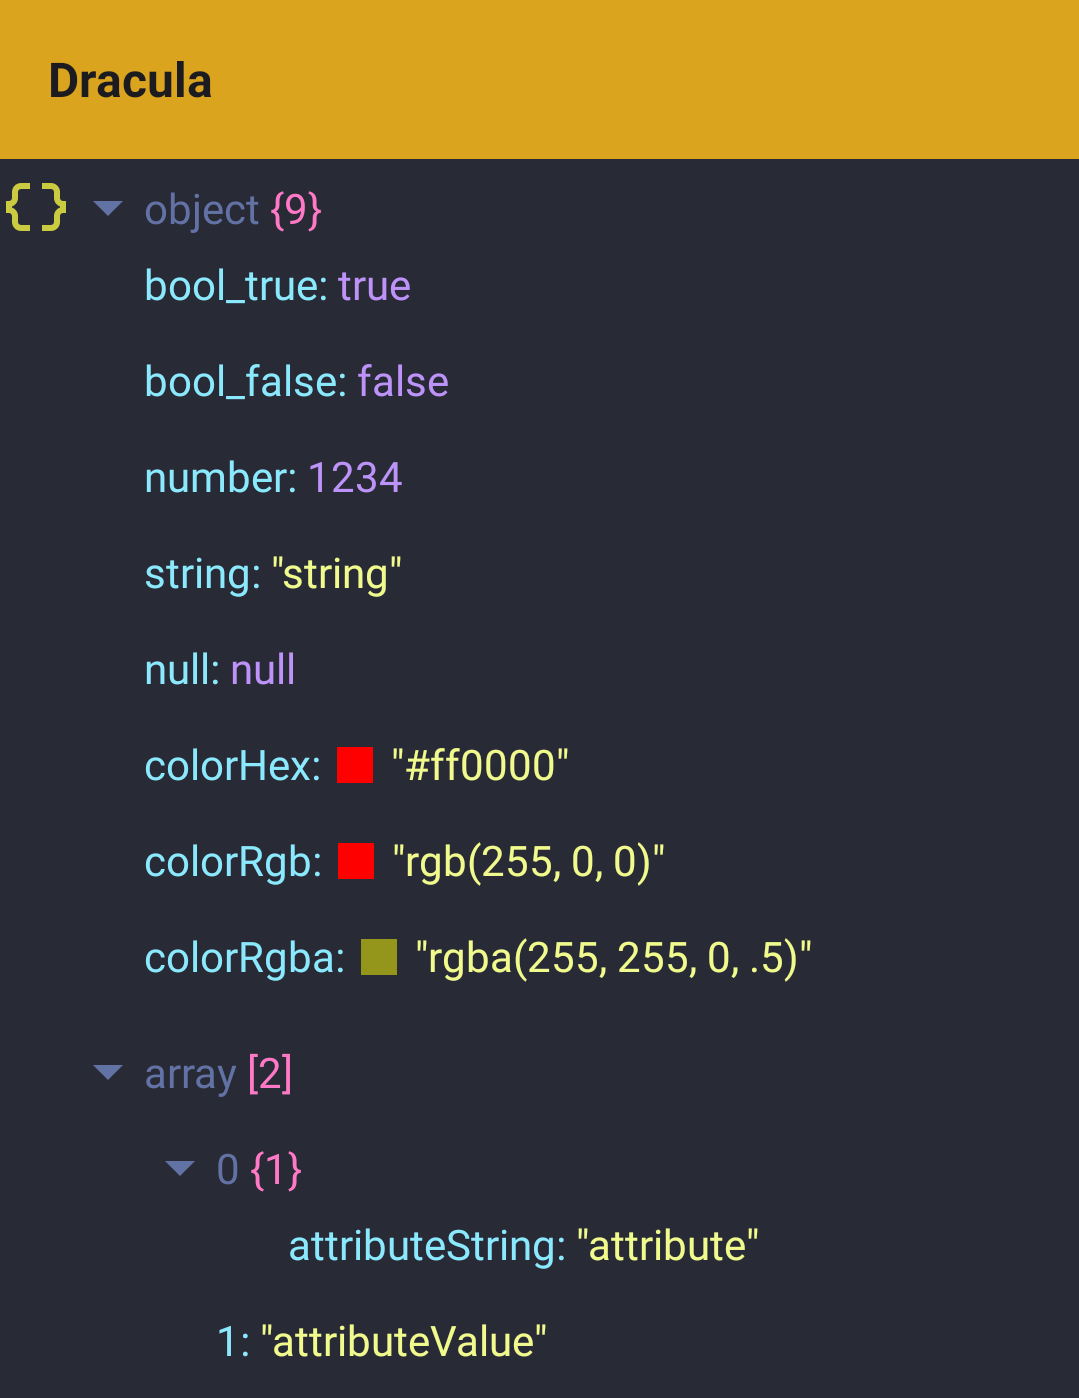 Dracula
{} object {9}
bool_true: true
bool_false: false
number: 1234
string: "string"
null: null
colorHex: "#ff0000"
colorRgb: "rgb(255, 0, 0)"
colorRgba: "rgba(255, 255, 0, .5)"
array [2]
0 {1}
attributeString: "attribute"
1: "attributeValue"